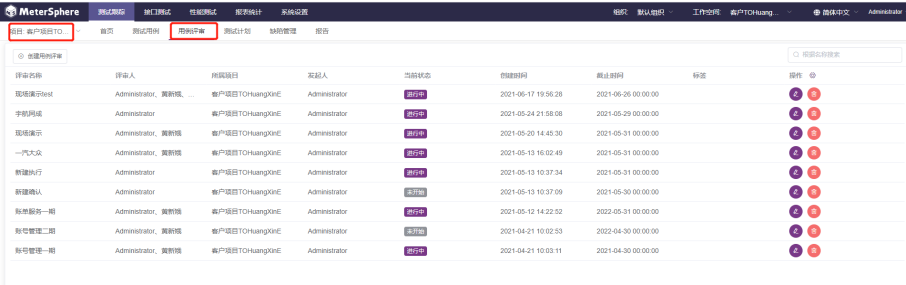 MeterSphere 测试跟踪 接口测试 性能测试 报表统计 系统设置 组织: 默认组织 工作空间: 客户TOHuang... 简体中文 Administrator
项目: 客户项目TO... 首页 测试用例 用例评审 测试计划 缺陷管理 报告
创建用例评审 根据名称搜索
评审名称 评审人 所属项目 发起人 当前状态 创建时间 截止时间 标签 操作
现场演示test Administrator、黄新娥、... 客户项目TOHuangXinE Administrator 进行中 2021-06-17 19:56:28 2021-06-26 00:00:00
宇航网域 Administrator 客户项目TOHuangXinE Administrator 进行中 2021-05-24 21:58:08 2021-05-29 00:00:00
现场演示 Administrator、黄新娥 客户项目TOHuangXinE Administrator 进行中 2021-05-20 14:45:30 2021-05-31 00:00:00
一汽大众 Administrator、黄新娥 客户项目TOHuangXinE Administrator 进行中 2021-05-13 16:02:49 2021-05-31 00:00:00
新建执行 Administrator 客户项目TOHuangXinE Administrator 进行中 2021-05-13 10:37:34 2021-05-31 00:00:00
新建确认 Administrator 客户项目TOHuangXinE Administrator 未开始 2021-05-13 10:37:09 2021-05-30 00:00:00
账单服务一期 Administrator、黄新娥 客户项目TOHuangXinE Administrator 进行中 2021-05-12 14:22:52 2022-05-31 00:00:00
账号管理二期 Administrator、黄新娥 客户项目TOHuangXinE Administrator 未开始 2021-04-21 10:02:53 2022-04-30 00:00:00
账号管理一期 Administrator、黄新娥 客户项目TOHuangXinE Administrator 进行中 2021-04-21 10:03:11 2021-04-30 00:00:00